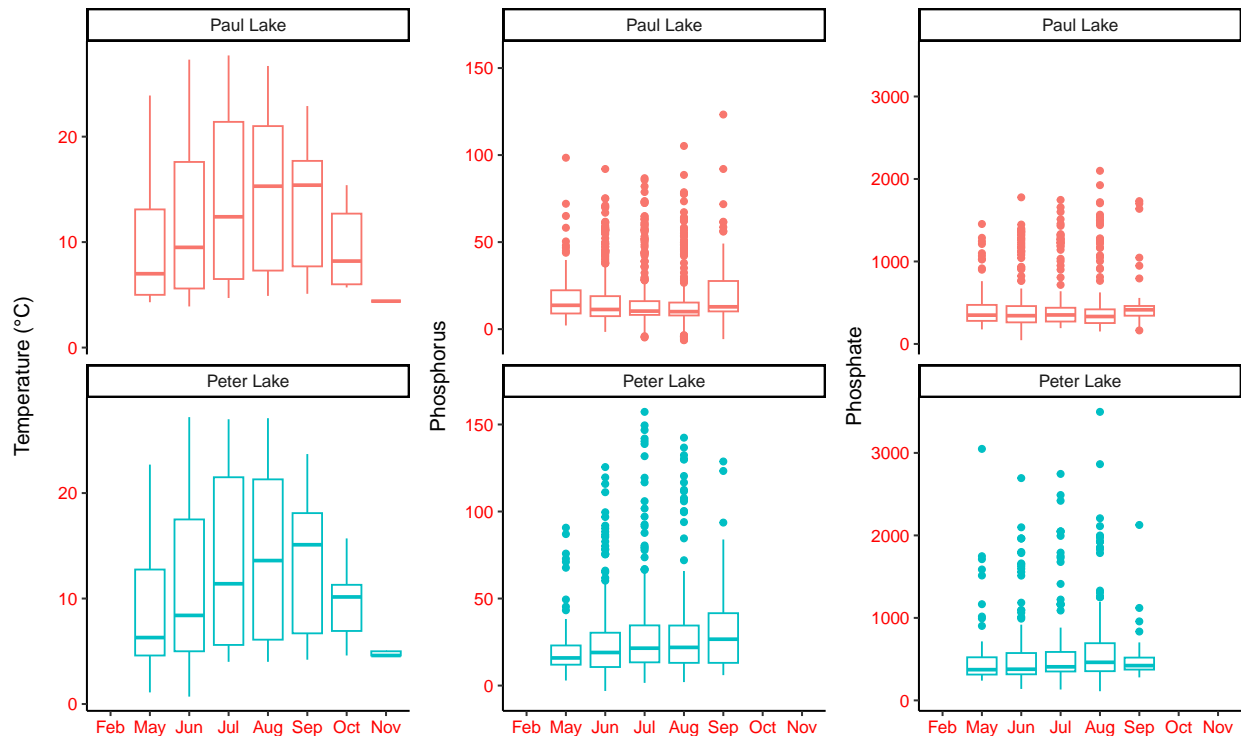 Paul Lake Paul Lake Paul Lake
Temperature (°C)
20
10
0
Phosphorus
150
100
50
0
Phosphate
3000
2000
1000
0
Peter Lake Peter Lake Peter Lake
20
10
0
150
100
50
0
3000
2000
1000
0
Feb May Jun Jul Aug Sep Oct Nov
Feb May Jun Jul Aug Sep Oct Nov
Feb May Jun Jul Aug Sep Oct Nov